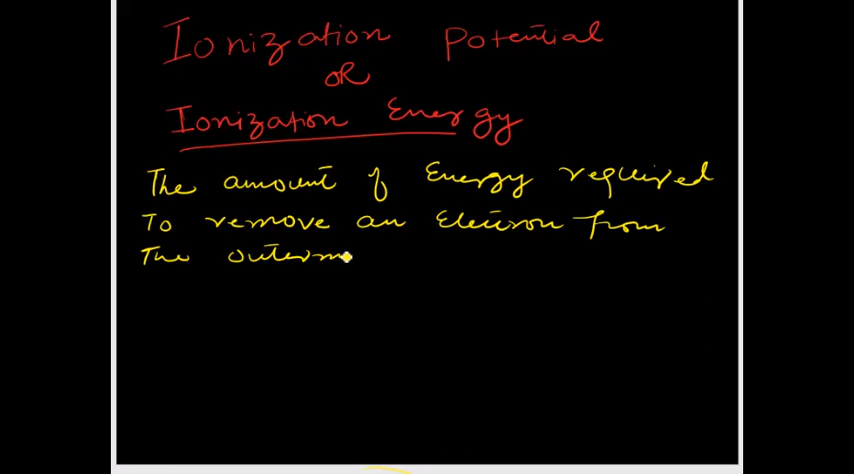 Ionization Potential
OR
Ionization Energy
The amount of Energy required
To remove an Electron from
The outerm